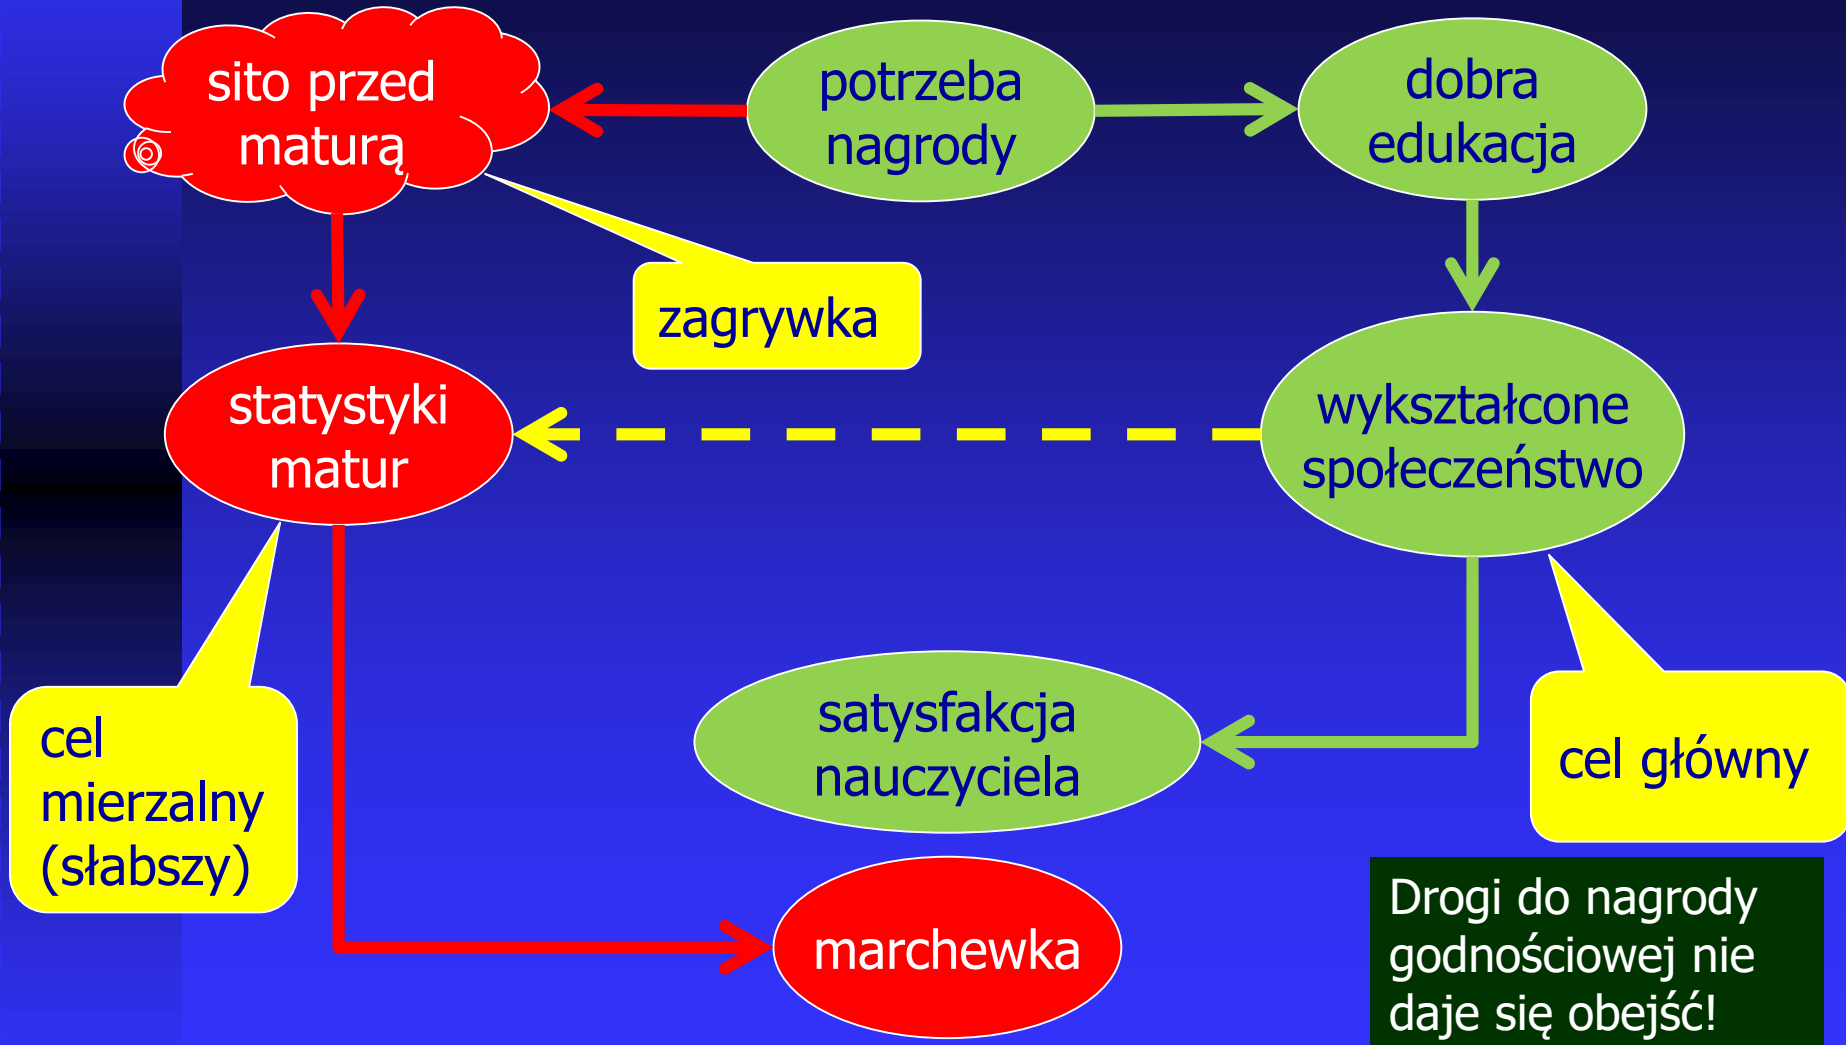 sito przed
maturą
potrzeba
nagrody
dobra
edukacja
zagrywka
statystyki
matur
wykształcone
społeczeństwo
cel
mierzalny
(słabszy)
satysfakcja
nauczyciela
cel główny
marchewka
Drogi do nagrody
godnościowej nie
daje się obejść!